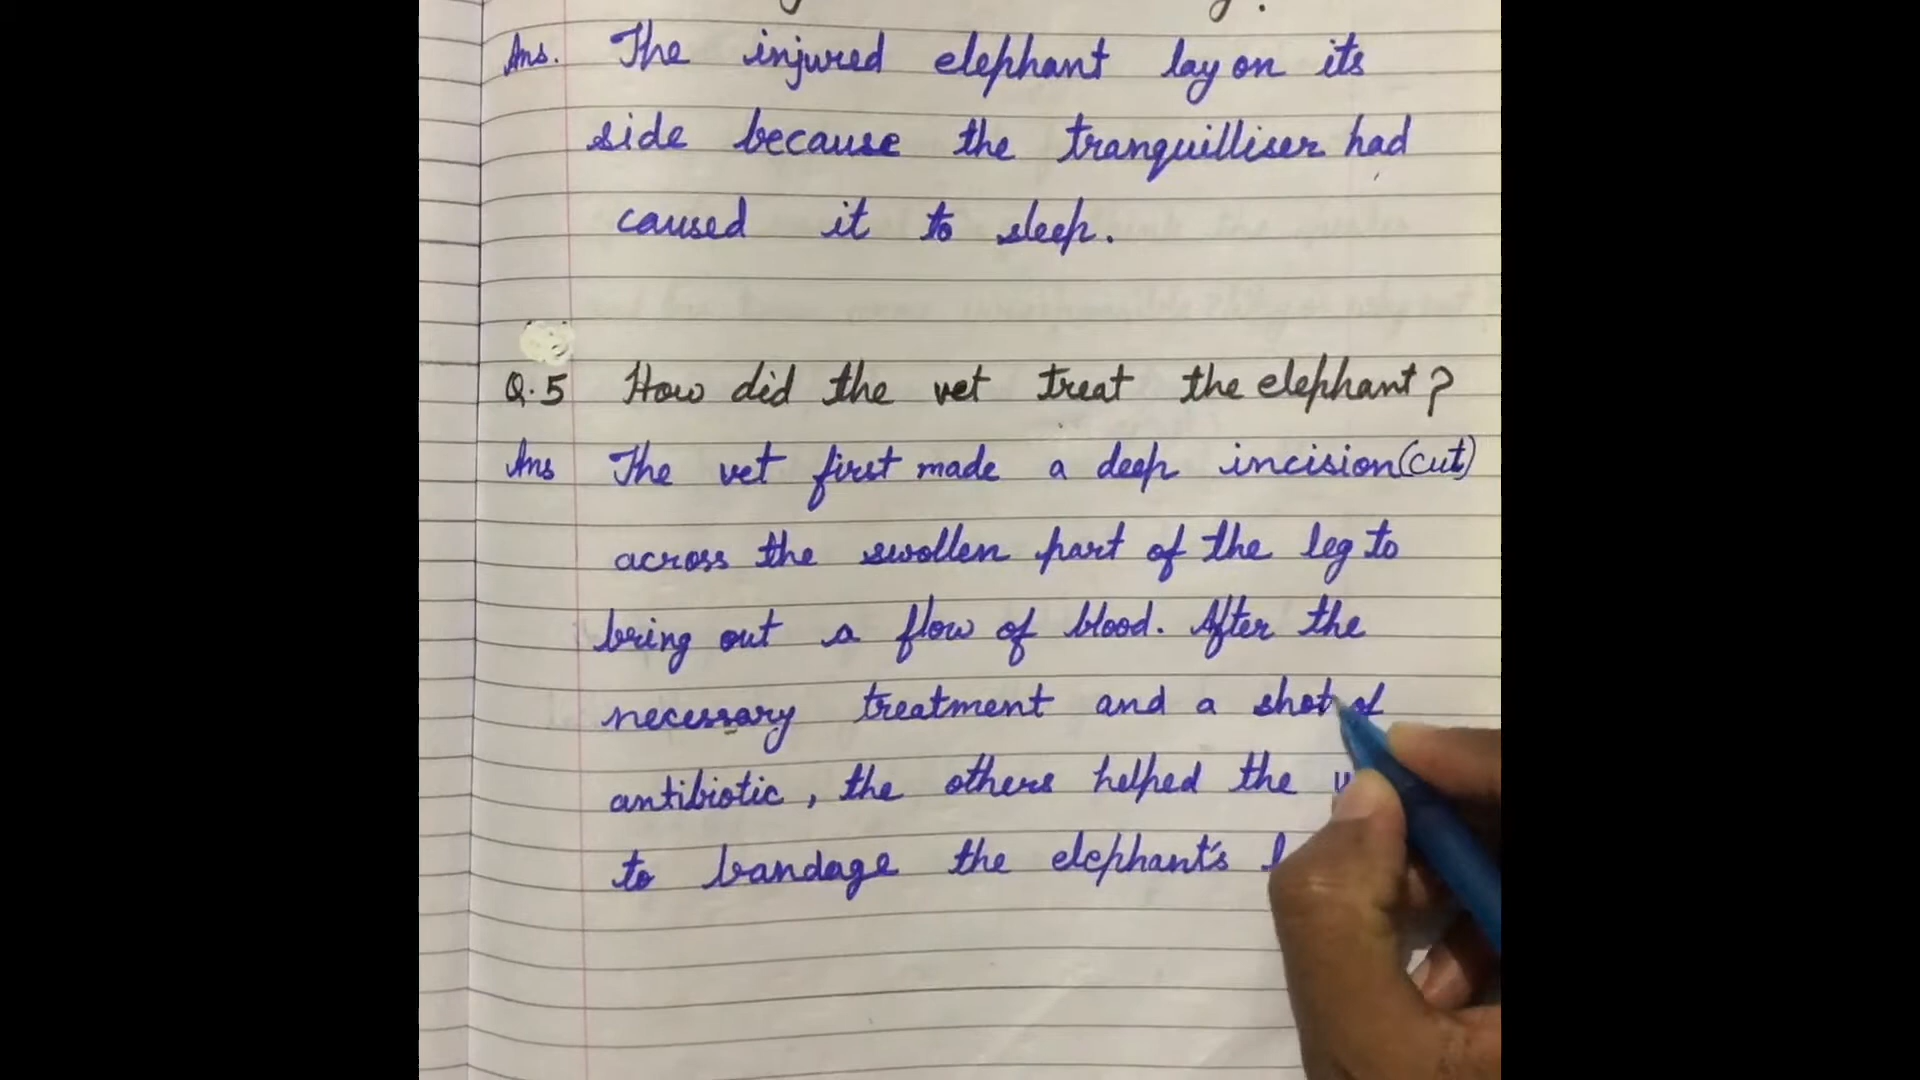 Ans. The injured elephant lay on its
side because the tranquilliser had
caused it to sleep.
Q.5 How did the vet treat the elephant?
Ans The vet first made a deep incision(cut)
across the swollen part of the leg to
bring out a flow of blood. After the
necessary treatment and a shot of
antibiotic, the others helped the
to bandage the elephant's